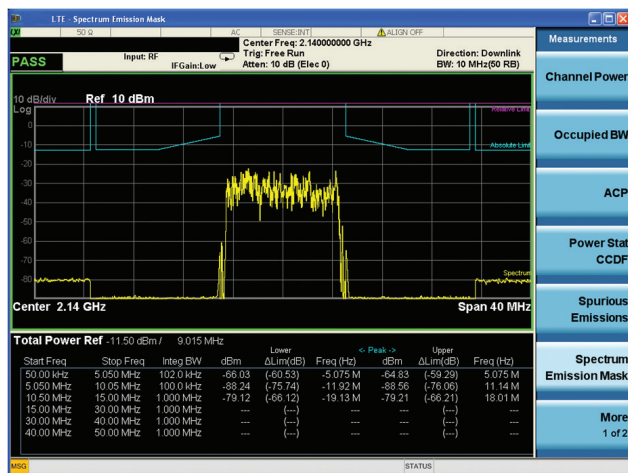 LTE - Spectrum Emission Mask
50 Ω AC SENSE:INT ALIGN OFF
Center Freq: 2.140000000 GHz
PASS Input: RF Trig: Free Run Direction: Downlink
IFGain:Low Atten: 10 dB (Elec 0) BW: 10 MHz(50 RB)
10 dB/div Ref 10 dBm
Log
Relative Limit
0
Absolute Limit
-10
-20
-30
-40
-50
-60
-70
Spectrum
-80
Center 2.14 GHz Span 40 MHz
Total Power Ref -11.50 dBm / 9.015 MHz
Lower <- Peak -> Upper
Start Freq Stop Freq Integ BW dBm ΔLim(dB) Freq (Hz) dBm ΔLim(dB) Freq (Hz)
50.00 kHz 5.050 MHz 102.0 kHz -66.03 (-60.53) -5.075 M -64.83 (-59.29) 5.075 M
5.050 MHz 10.05 MHz 100.0 kHz -88.24 (-75.74) -11.92 M -88.56 (-76.06) 11.14 M
10.50 MHz 15.00 MHz 1.000 MHz -79.12 (-66.12) -19.13 M -79.21 (-66.21) 18.01 M
15.00 MHz 30.00 MHz 1.000 MHz --- (---) --- --- (---) ---
30.00 MHz 40.00 MHz 1.000 MHz --- (---) --- --- (---) ---
40.00 MHz 50.00 MHz 1.000 MHz --- (---) --- --- (---) ---
MSG STATUS
Measurements
Channel Power
Occupied BW
ACP
Power Stat
CCDF
Spurious
Emissions
Spectrum
Emission Mask
More
1 of 2